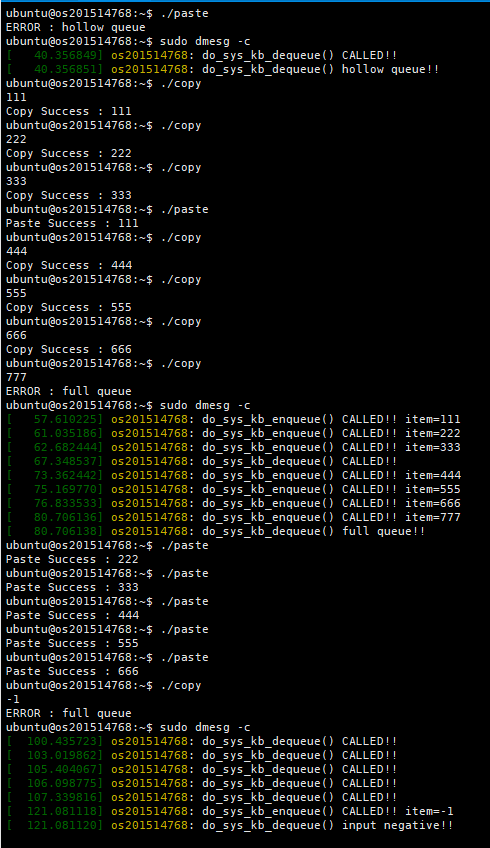 ubuntu@os201514768:~$ ./paste
ERROR : hollow queue
ubuntu@os201514768:~$ sudo dmesg -c
[   40.356849] os201514768: do_sys_kb_dequeue() CALLED!!
[   40.356851] os201514768: do_sys_kb_dequeue() hollow queue!!
ubuntu@os201514768:~$ ./copy
111
Copy Success : 111
ubuntu@os201514768:~$ ./copy
222
Copy Success : 222
ubuntu@os201514768:~$ ./copy
333
Copy Success : 333
ubuntu@os201514768:~$ ./paste
Paste Success : 111
ubuntu@os201514768:~$ ./copy
444
Copy Success : 444
ubuntu@os201514768:~$ ./copy
555
Copy Success : 555
ubuntu@os201514768:~$ ./copy
666
Copy Success : 666
ubuntu@os201514768:~$ ./copy
777
ERROR : full queue
ubuntu@os201514768:~$ sudo dmesg -c
[   57.610225] os201514768: do_sys_kb_enqueue() CALLED!! item=111
[   61.035186] os201514768: do_sys_kb_enqueue() CALLED!! item=222
[   62.682444] os201514768: do_sys_kb_enqueue() CALLED!! item=333
[   67.348537] os201514768: do_sys_kb_dequeue() CALLED!!
[   73.362442] os201514768: do_sys_kb_enqueue() CALLED!! item=444
[   75.169770] os201514768: do_sys_kb_enqueue() CALLED!! item=555
[   76.833533] os201514768: do_sys_kb_enqueue() CALLED!! item=666
[   80.706136] os201514768: do_sys_kb_enqueue() CALLED!! item=777
[   80.706138] os201514768: do_sys_kb_dequeue() full queue!!
ubuntu@os201514768:~$ ./paste
Paste Success : 222
ubuntu@os201514768:~$ ./paste
Paste Success : 333
ubuntu@os201514768:~$ ./paste
Paste Success : 444
ubuntu@os201514768:~$ ./paste
Paste Success : 555
ubuntu@os201514768:~$ ./paste
Paste Success : 666
ubuntu@os201514768:~$ ./copy
-1
ERROR : full queue
ubuntu@os201514768:~$ sudo dmesg -c
[  100.435723] os201514768: do_sys_kb_dequeue() CALLED!!
[  103.019862] os201514768: do_sys_kb_dequeue() CALLED!!
[  105.404067] os201514768: do_sys_kb_dequeue() CALLED!!
[  106.098775] os201514768: do_sys_kb_dequeue() CALLED!!
[  107.339816] os201514768: do_sys_kb_dequeue() CALLED!!
[  121.081118] os201514768: do_sys_kb_enqueue() CALLED!! item=-1
[  121.081120] os201514768: do_sys_kb_dequeue() input negative!!